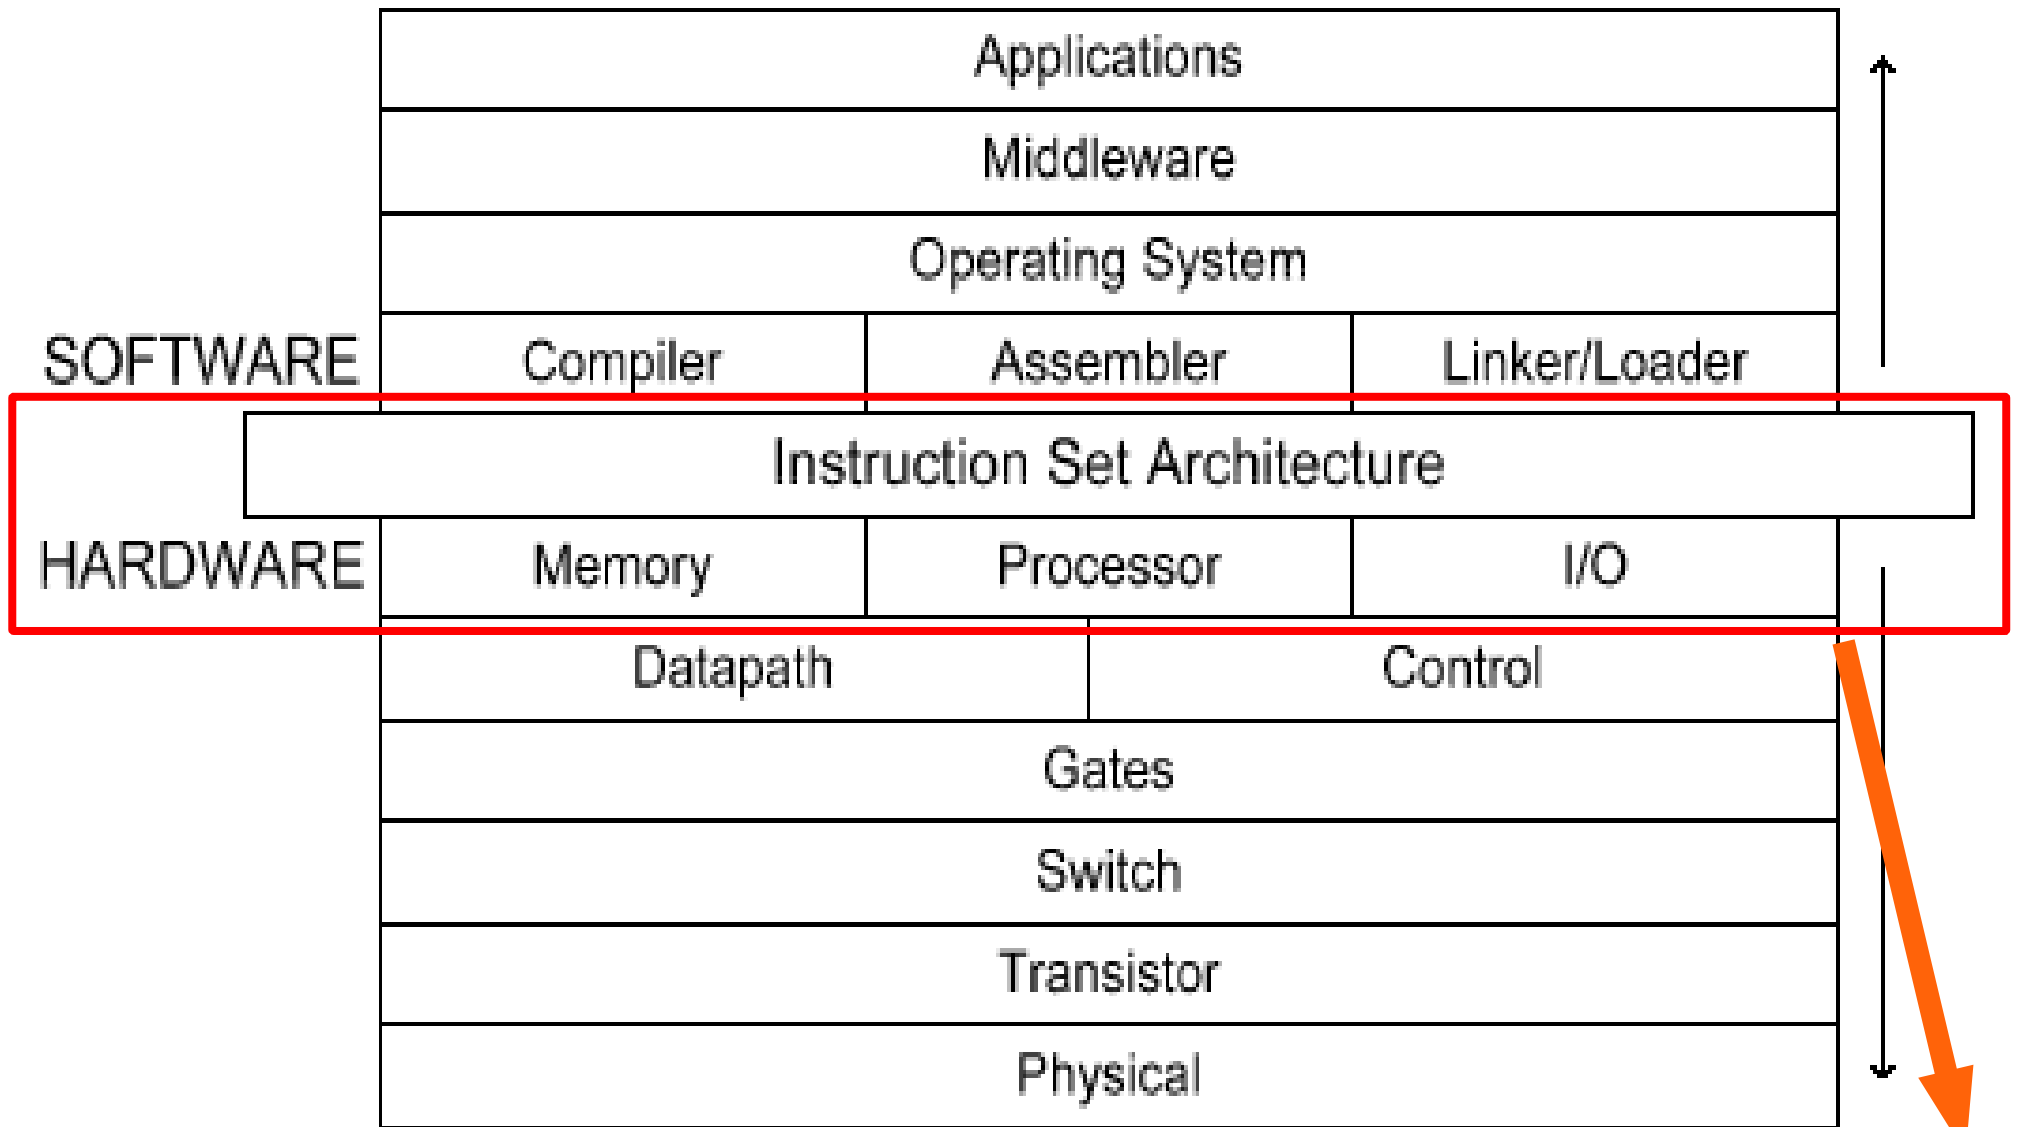 Applications
Middleware
Operating System
SOFTWARE Compiler Assembler Linker/Loader
Instruction Set Architecture
HARDWARE Memory Processor I/O
Datapath Control
Gates
Switch
Transistor
Physical